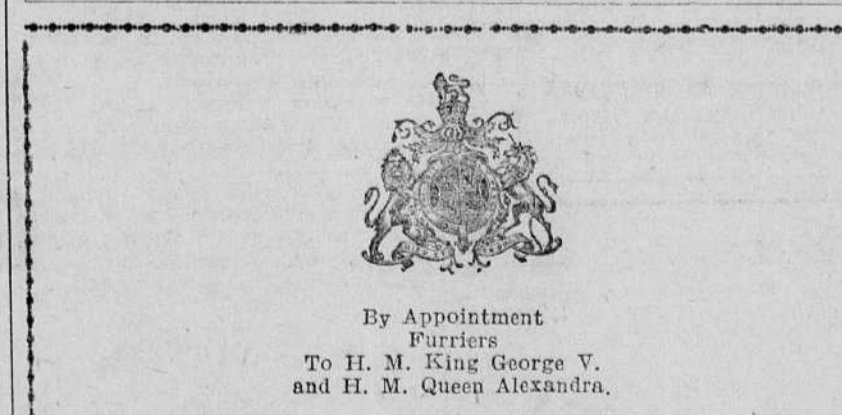 By Appointment
Furriers
To H. M. King George V.
and H. M. Queen Alexandra.